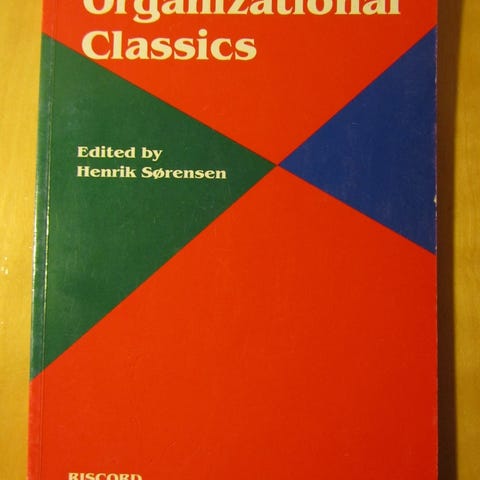 Organizational
Classics
Edited by
Henrik Sørensen
RISCORD